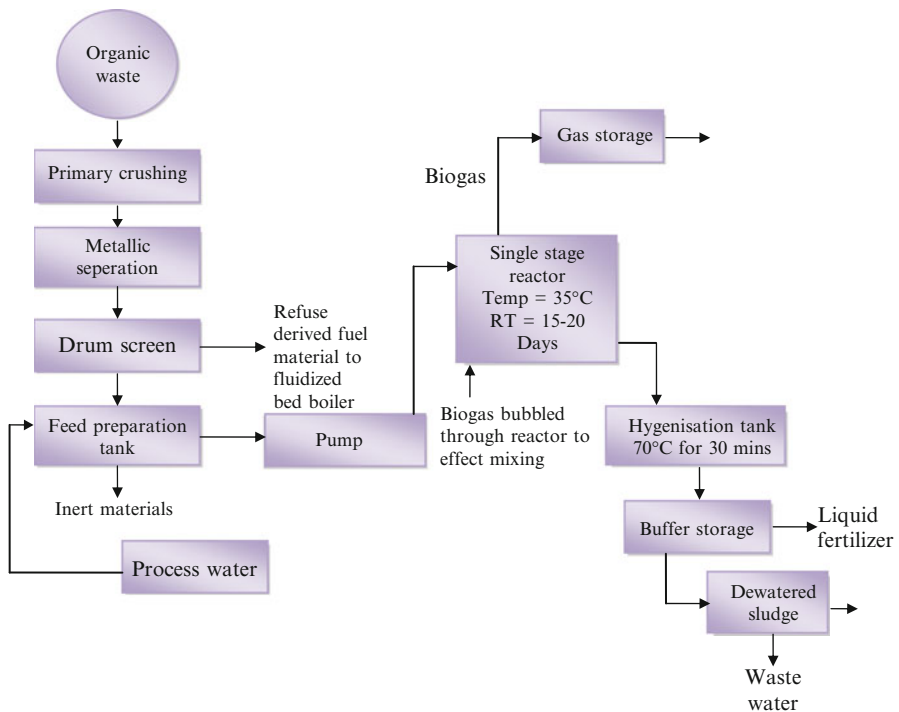 Organic
waste
Primary crushing
Metallic
seperation
Drum screen
Refuse
derived fuel
material to
fluidized
bed boiler
Feed preparation
tank
Inert materials
Process water
Pump
Biogas
Gas storage
Single stage
reactor
Temp = 35°C
RT = 15-20
Days
Biogas bubbled
through reactor to
effect mixing
Hygenisation tank
70°C for 30 mins
Buffer storage
Liquid
fertilizer
Dewatered
sludge
Waste
water